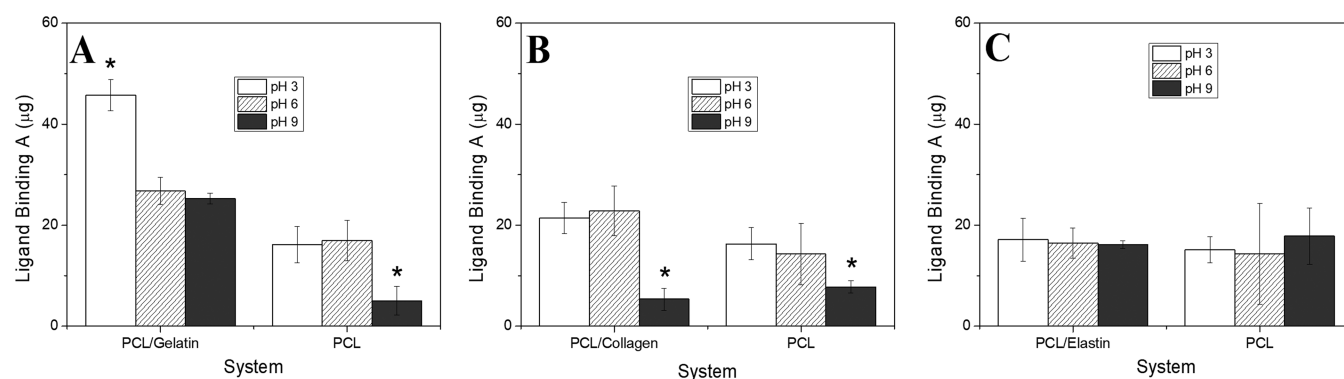 A
*
*
pH 3
pH 6
pH 9
60
40
20
0
Ligand Binding A (μg)
PCL/Gelatin PCL
System
B
*
*
pH 3
pH 6
pH 9
60
40
20
0
Ligand Binding A (μg)
PCL/Collagen PCL
System
C
pH 3
pH 6
pH 9
60
40
20
0
Ligand Binding A (μg)
PCL/Elastin PCL
System